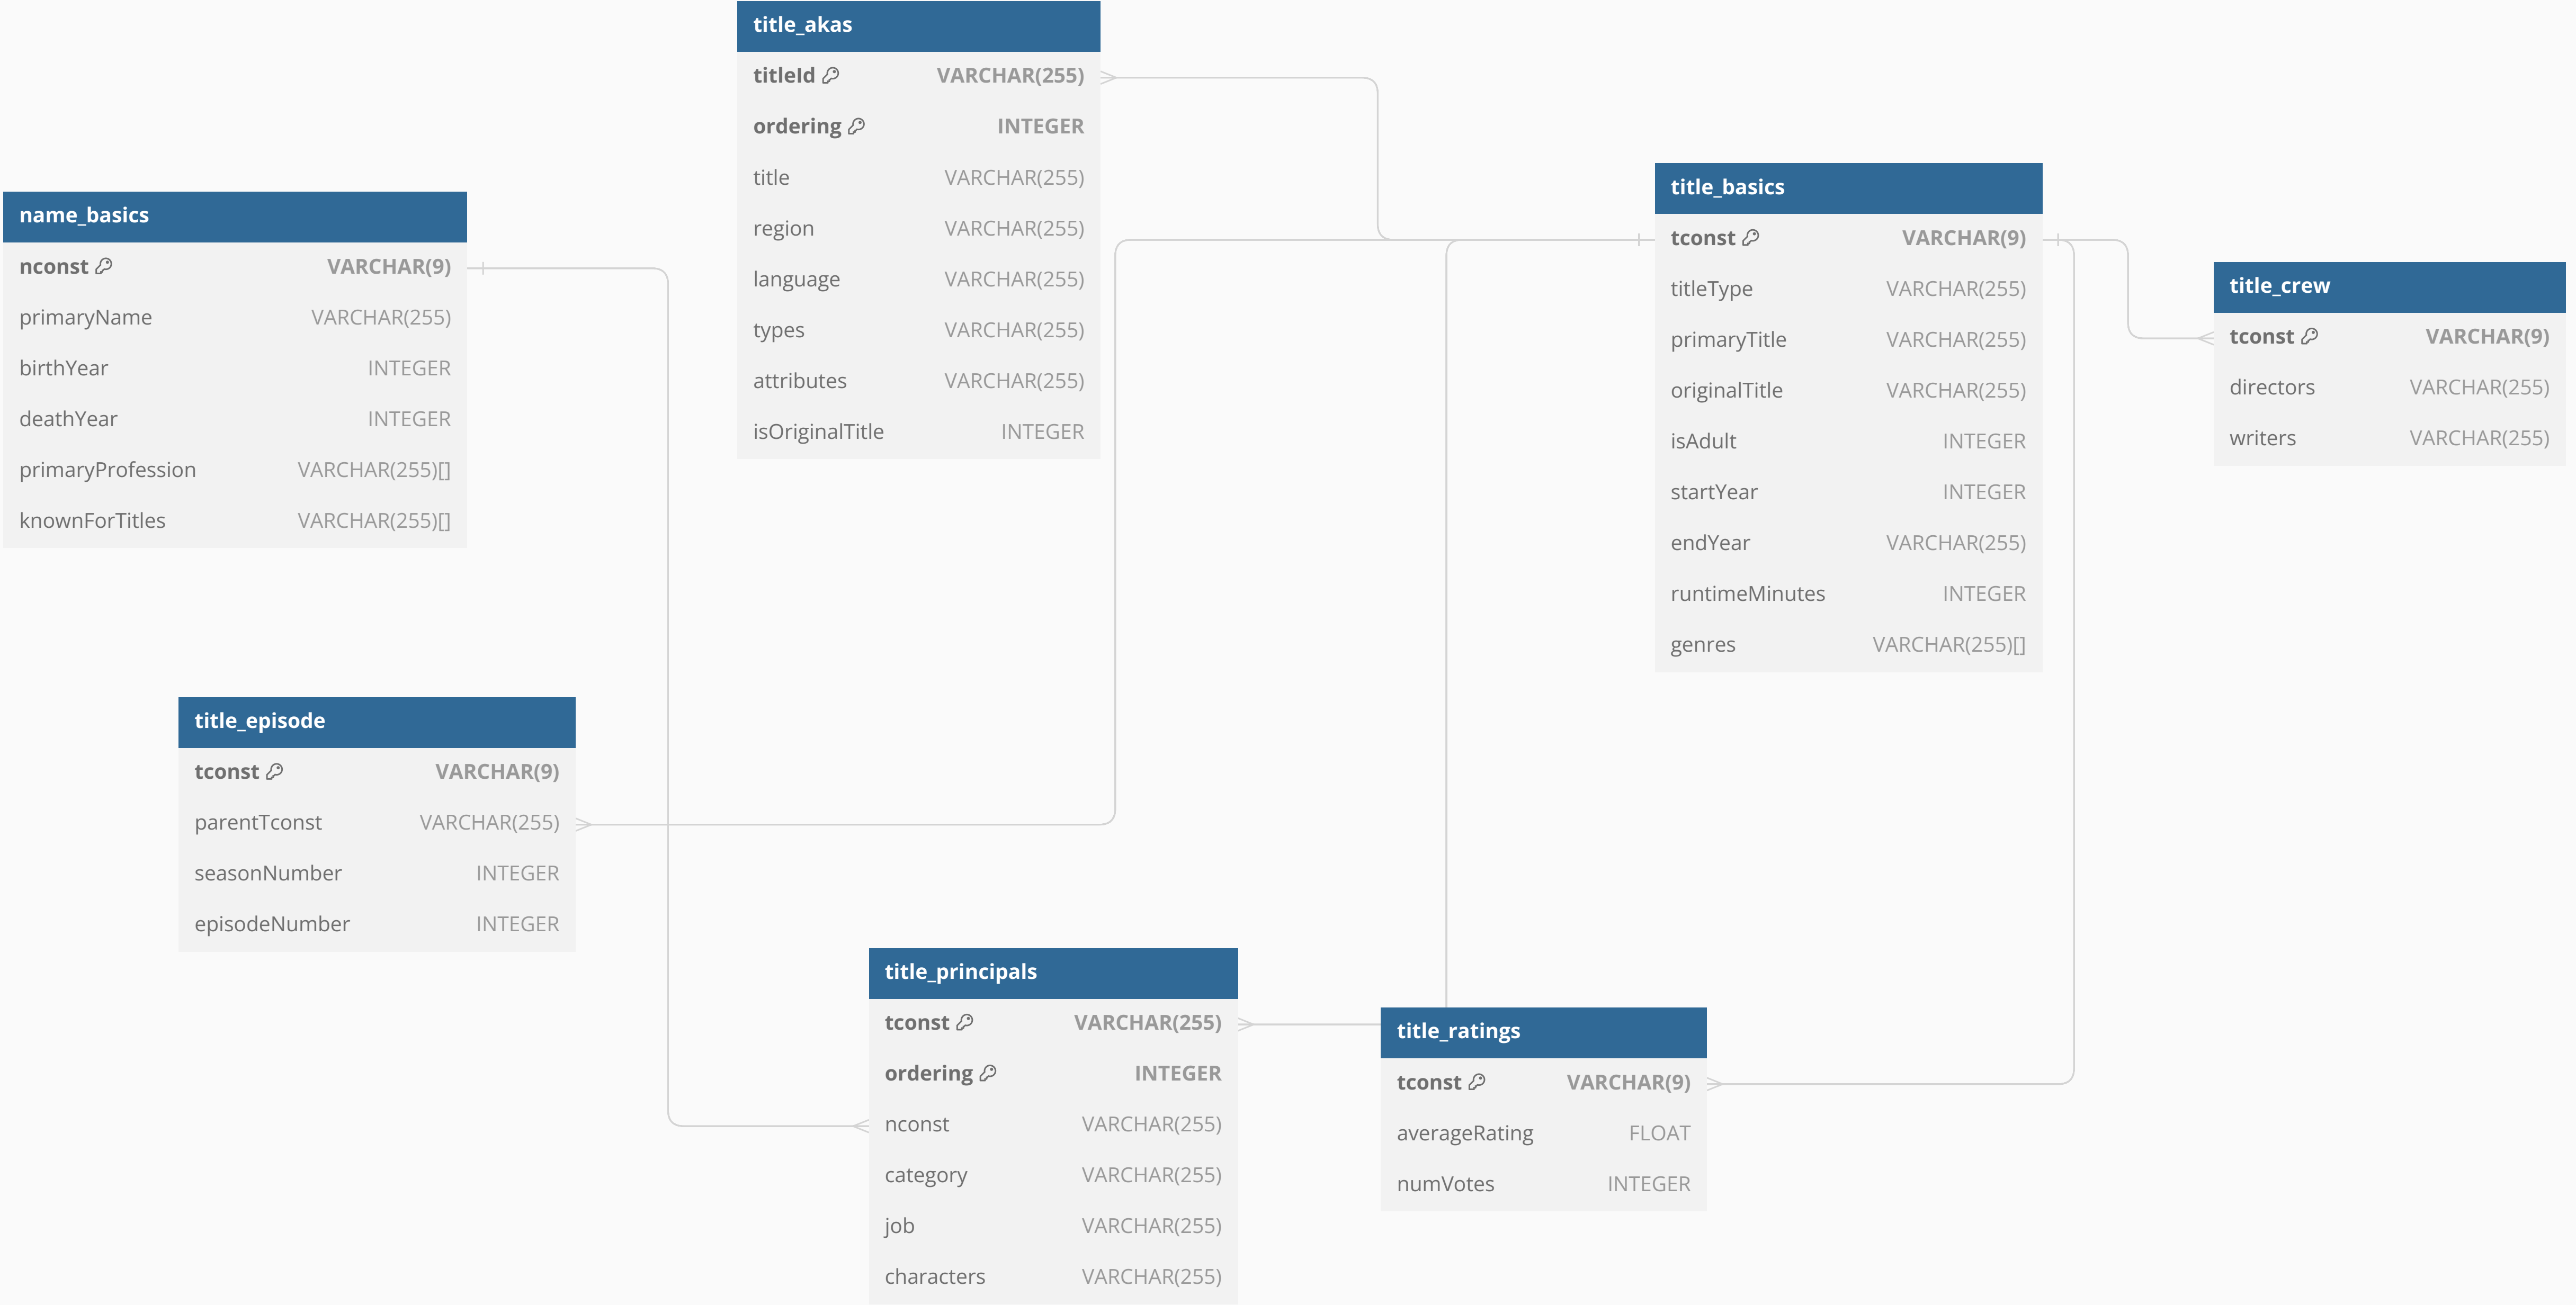 title_akas
titleId VARCHAR(255)
ordering INTEGER
title VARCHAR(255)
region VARCHAR(255)
language VARCHAR(255)
types VARCHAR(255)
attributes VARCHAR(255)
isOriginalTitle INTEGER
title_basics
tconst VARCHAR(9)
titleType VARCHAR(255)
primaryTitle VARCHAR(255)
originalTitle VARCHAR(255)
isAdult INTEGER
startYear INTEGER
endYear VARCHAR(255)
runtimeMinutes INTEGER
genres VARCHAR(255)[]
name_basics
nconst VARCHAR(9)
primaryName VARCHAR(255)
birthYear INTEGER
deathYear INTEGER
primaryProfession VARCHAR(255)[]
knownForTitles VARCHAR(255)[]
title_crew
tconst VARCHAR(9)
directors VARCHAR(255)
writers VARCHAR(255)
title_episode
tconst VARCHAR(9)
parentTconst VARCHAR(255)
seasonNumber INTEGER
episodeNumber INTEGER
title_principals
tconst VARCHAR(255)
ordering INTEGER
nconst VARCHAR(255)
category VARCHAR(255)
job VARCHAR(255)
characters VARCHAR(255)
title_ratings
tconst VARCHAR(9)
averageRating FLOAT
numVotes INTEGER